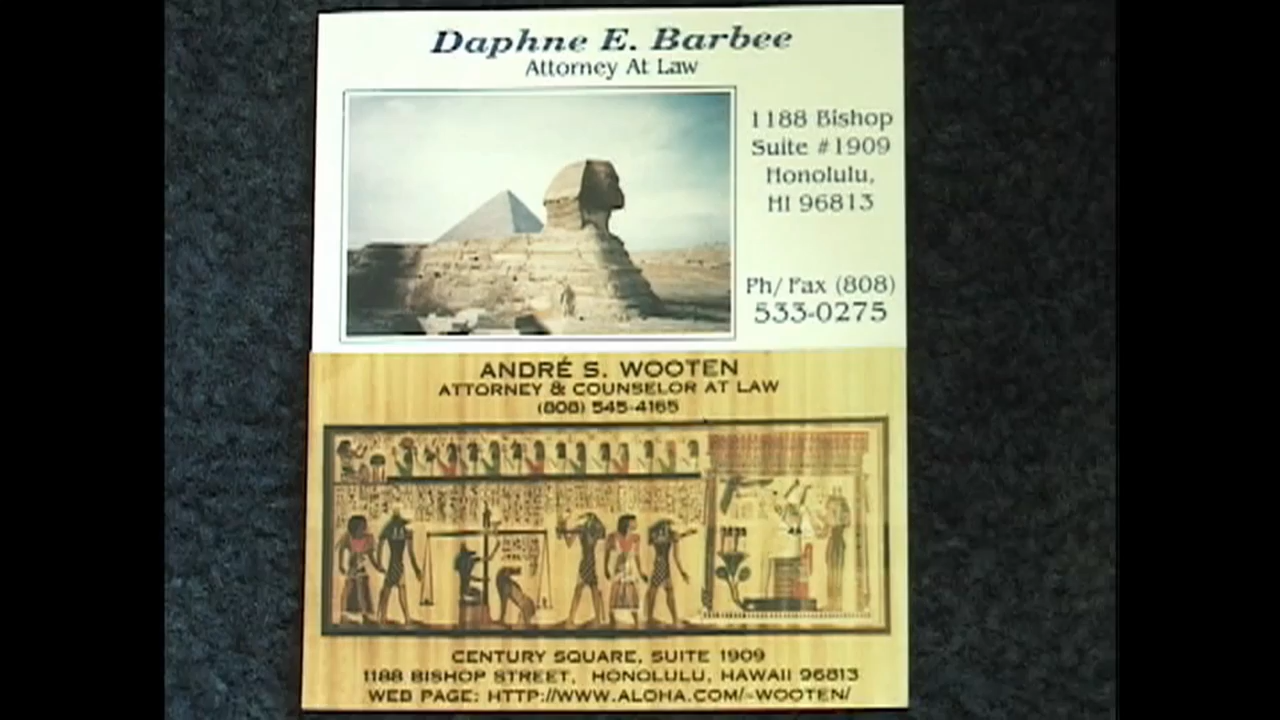 Daphne E. Barbee
Attorney At Law
1188 Bishop
Suite #1909
Honolulu,
HI 96813
Ph/Fax (808)
533-0275
ANDRÉ S. WOOTEN
ATTORNEY & COUNSELOR AT LAW
(808) 545-4165
CENTURY SQUARE, SUITE 1909
1188 BISHOP STREET, HONOLULU, HAWAII 96813
WEB PAGE: HTTP://WWW.ALOHA.COM/~WOOTEN/